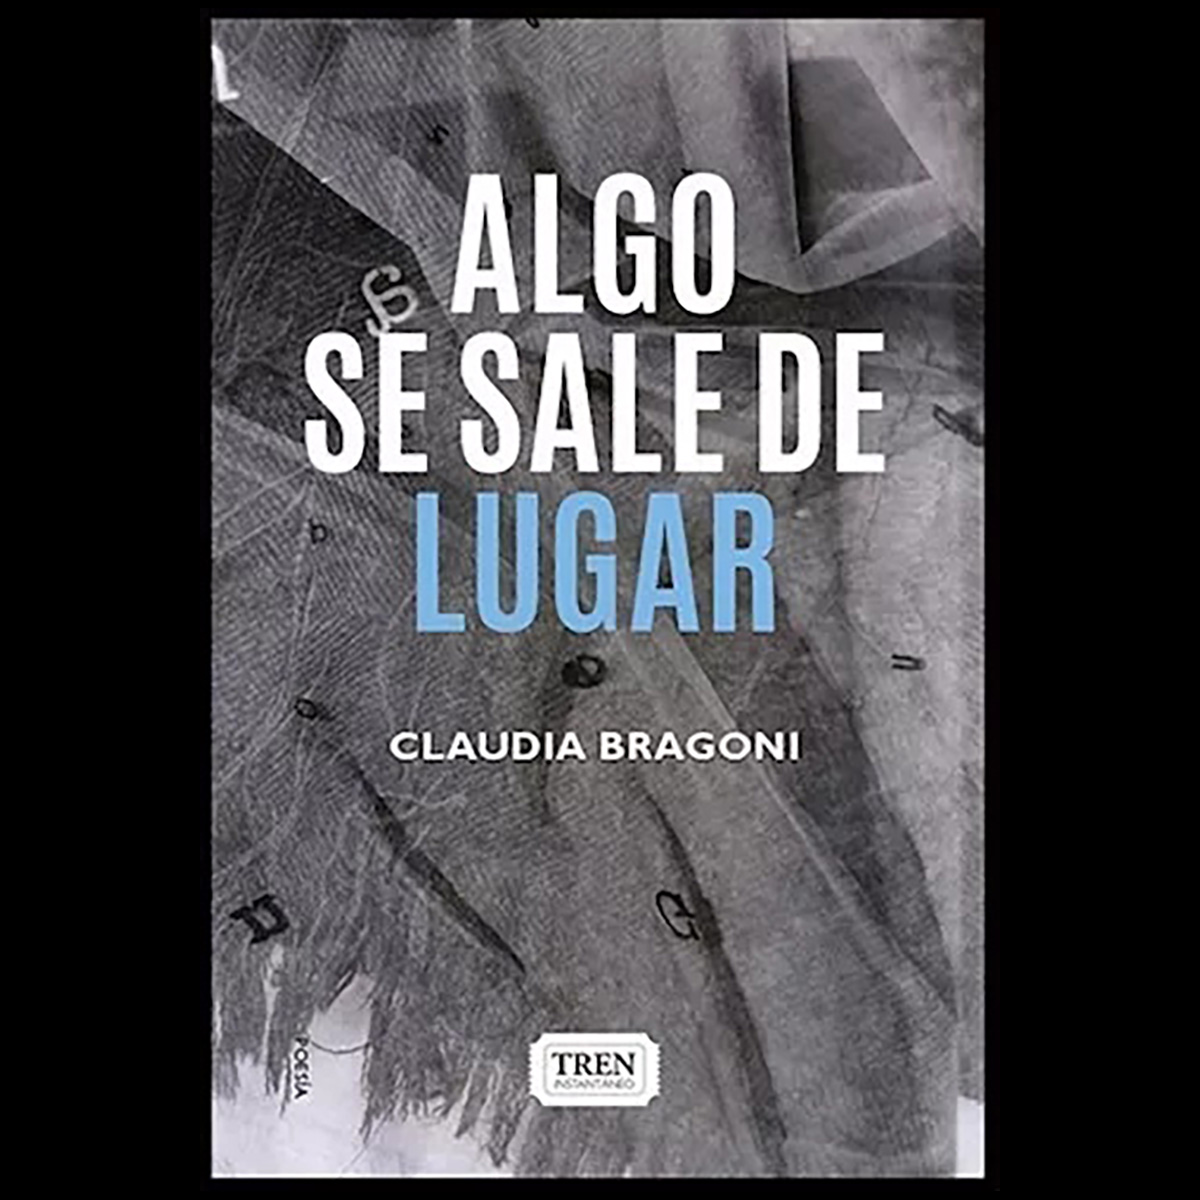 ALGO
SE SALE DE
LUGAR
CLAUDIA BRAGONI
POESÍA
TREN
INSTANTÁNEO